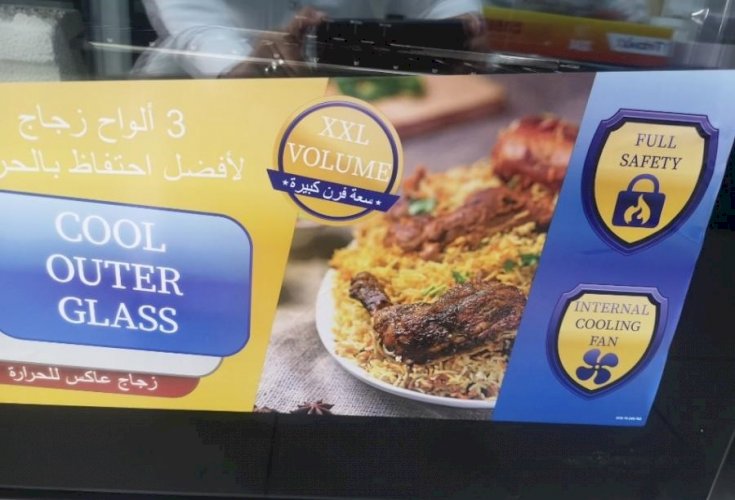 3 ألواح زجاج
لأفضل احتفاظ
COOL
OUTER
GLASS
زجاج عاكس للحرارة
XXL
VOLUME
سعة فرن كبيرة
FULL
SAFETY
INTERNAL
COOLING
FAN